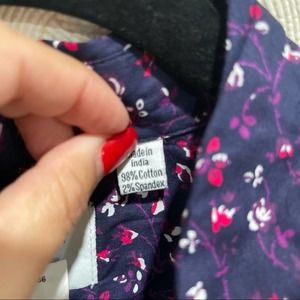 Made in
India
98% Cotton
2% Spandex